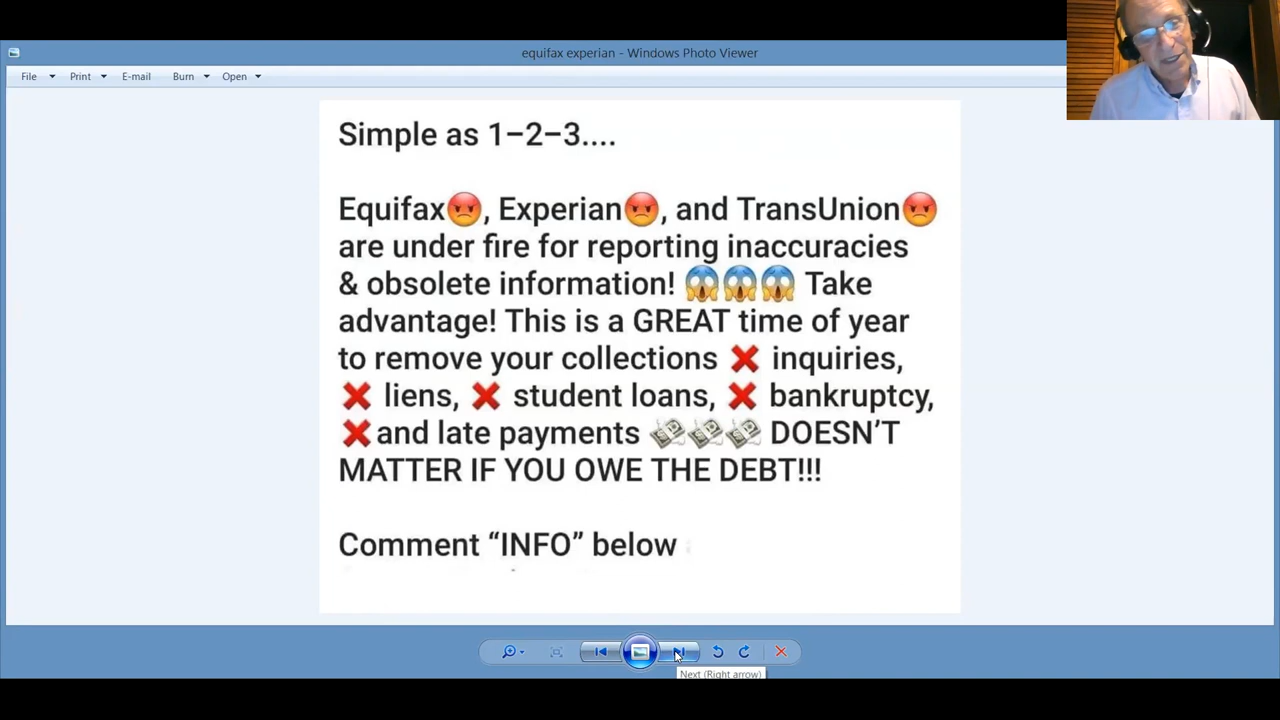 equifax experian - Windows Photo Viewer
File Print E-mail Burn Open
Simple as 1–2–3....
Equifax😡, Experian😡, and TransUnion😡
are under fire for reporting inaccuracies
& obsolete information! 😱😱😱 Take
advantage! This is a GREAT time of year
to remove your collections ❌ inquiries,
❌ liens, ❌ student loans, ❌ bankruptcy,
❌and late payments 💸💸💸 DOESN’T
MATTER IF YOU OWE THE DEBT!!!
Comment “INFO” below
Next (Right arrow)